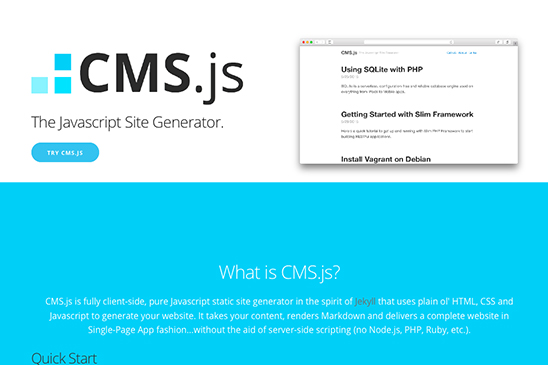 CMS.js
The Javascript Site Generator.
TRY CMS.JS
CMS.js
Using SQLite with PHP
Getting Started with Slim Framework
Install Vagrant on Debian
What is CMS.js?
CMS.js is fully client-side, pure Javascript static site generator in the spirit of Jekyll that uses plain ol' HTML, CSS and
Javascript to generate your website. It takes your content, renders Markdown and delivers a complete website in
Single-Page App fashion...without the aid of server-side scripting (no Node.js, PHP, Ruby, etc.).
Quick Start